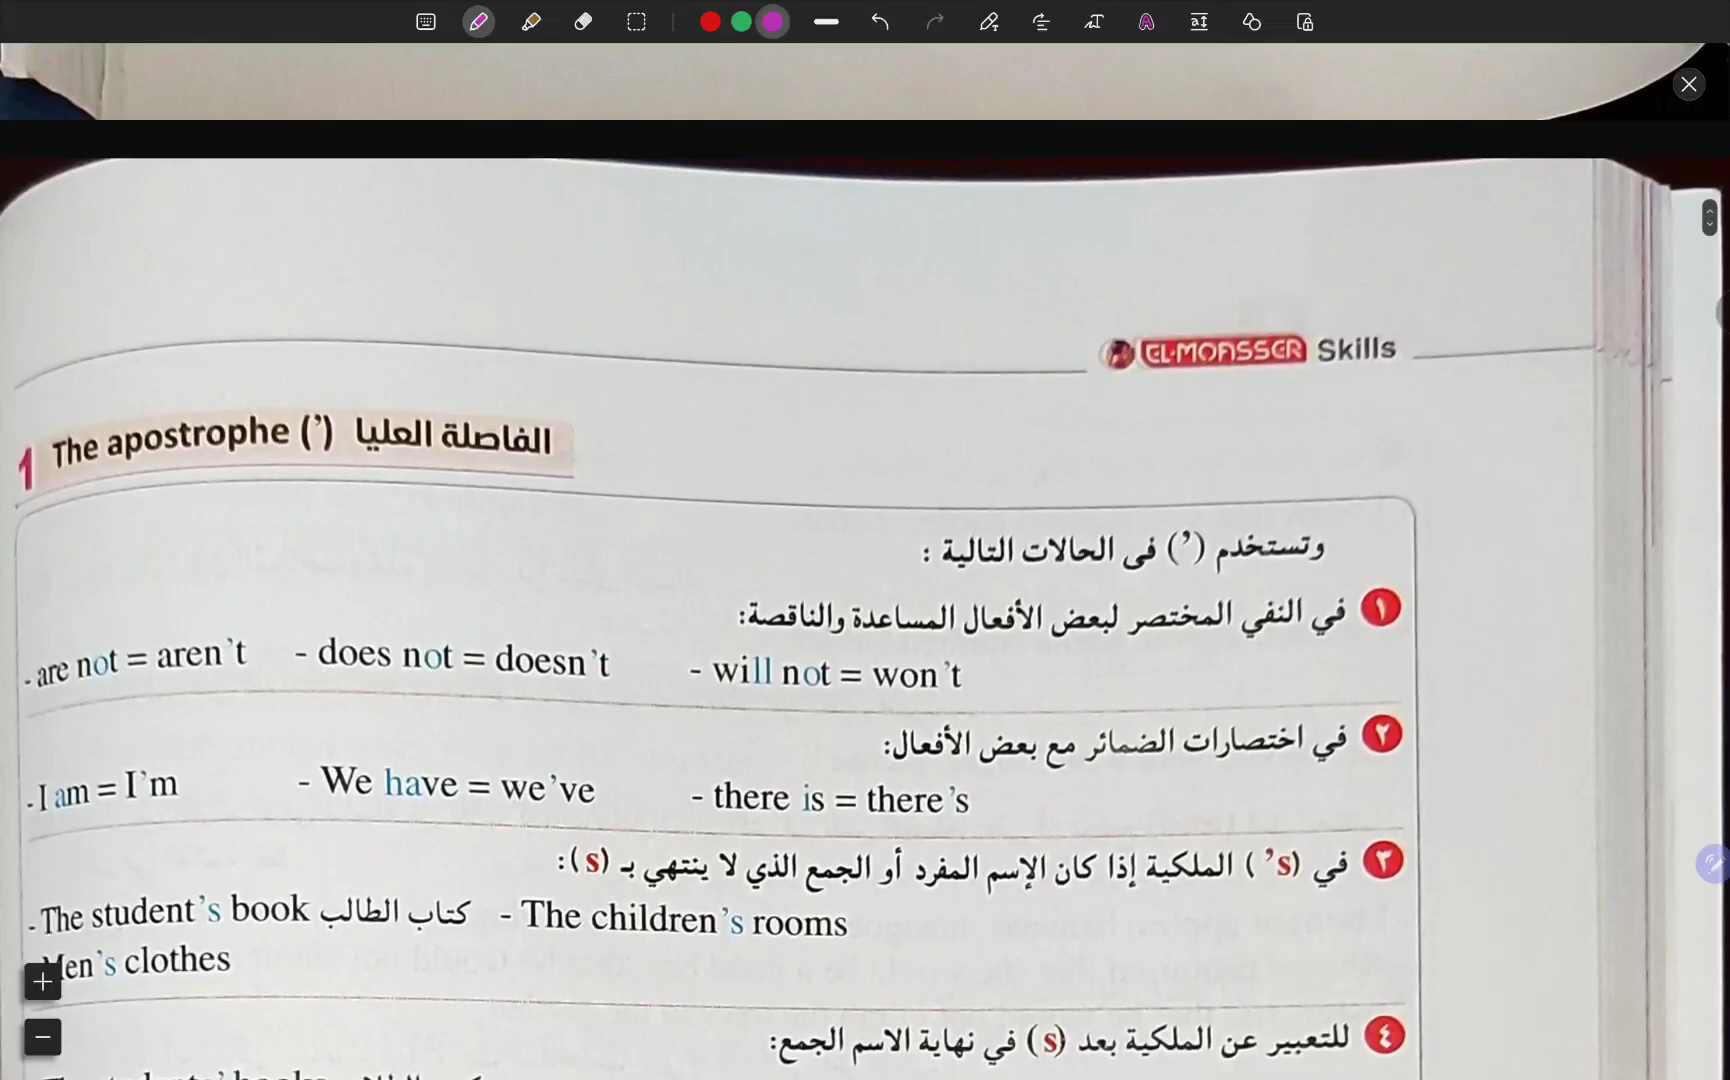 EL-MOASSER Skills
1 The apostrophe (’) الفاصلة العليا
وتستخدم (’) فى الحالات التالية :
١ في النفي المختصر لبعض الأفعال المساعدة والناقصة:
- are not = aren’t - does not = doesn’t - will not = won’t
٢ في اختصارات الضمائر مع بعض الأفعال:
- I am = I’m - We have = we’ve - there is = there’s
٣ في (’s) الملكية إذا كان الإسم المفرد أو الجمع الذي لا ينتهي بـ (s):
- The student’s book كتاب الطالب - The children’s rooms
Men’s clothes
٤ للتعبير عن الملكية بعد (s) في نهاية الاسم الجمع: